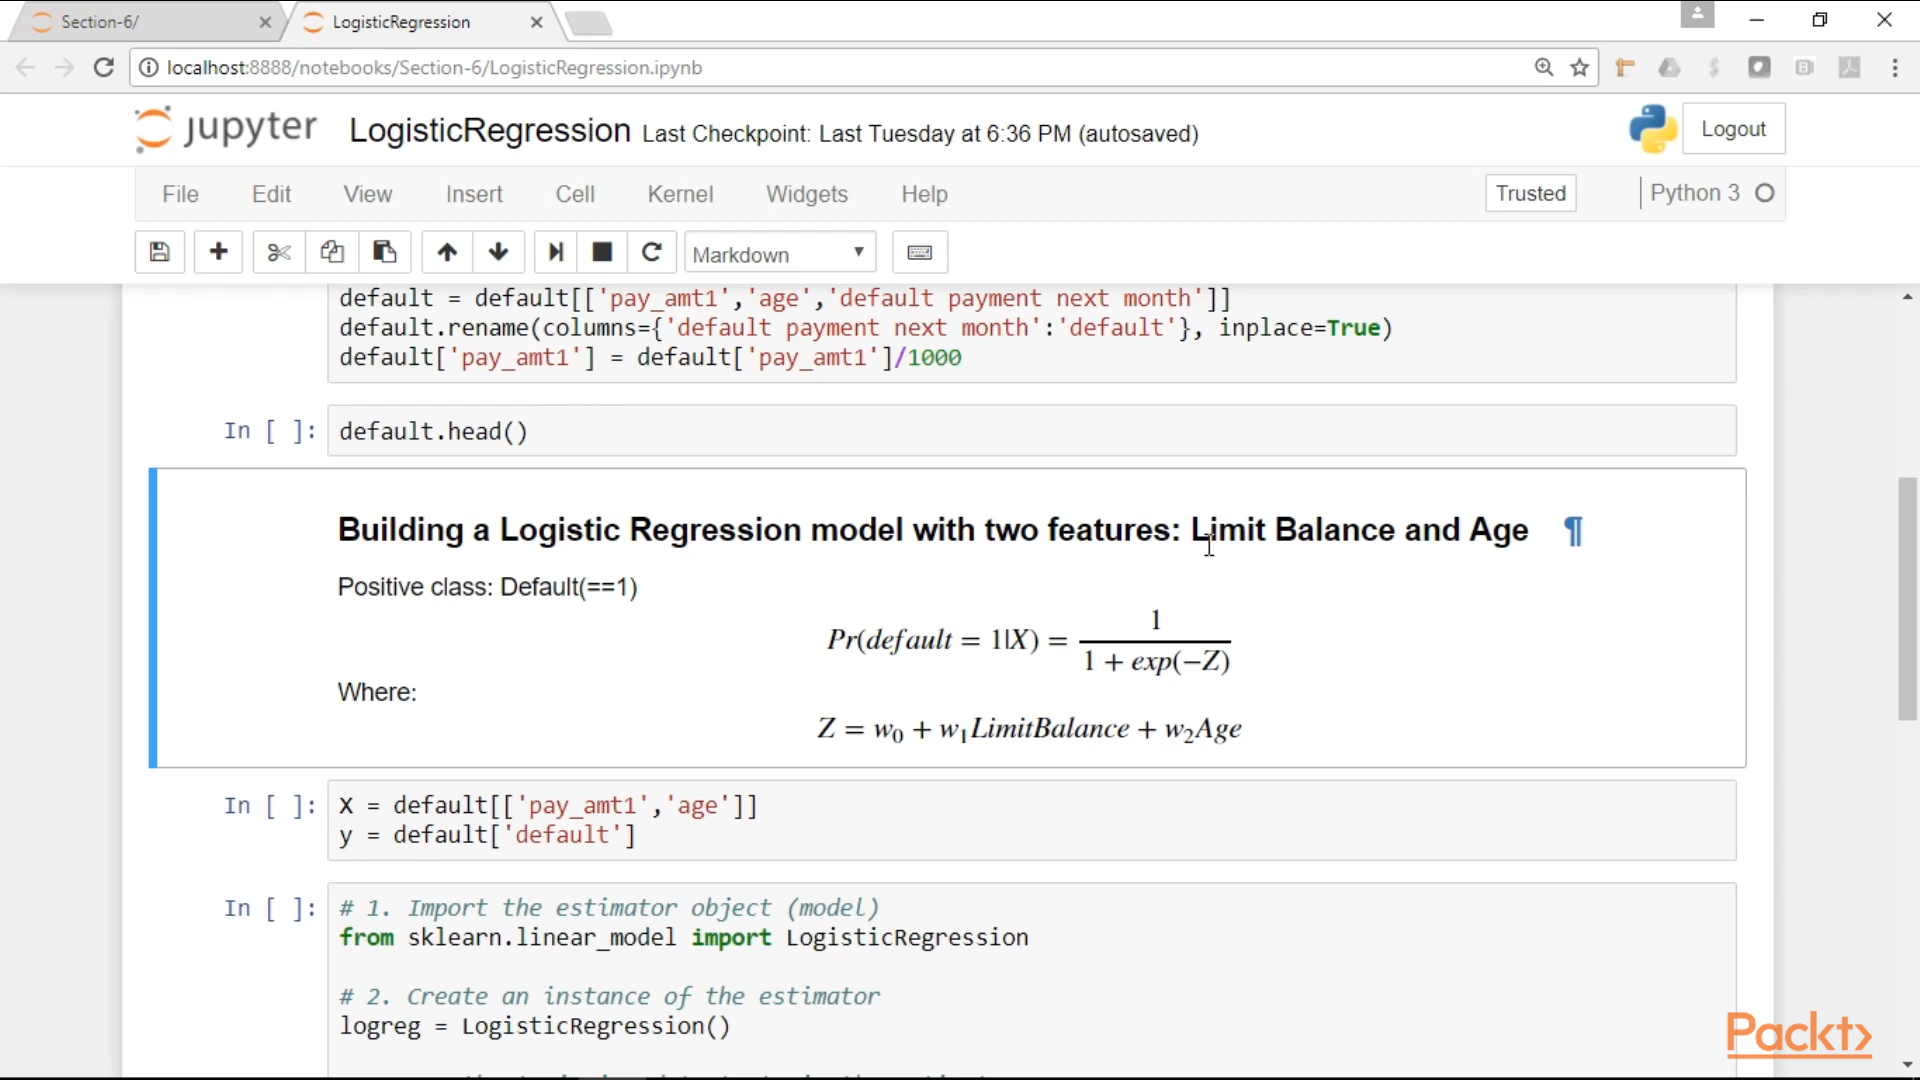 Section-6/
LogisticRegression
localhost:8888/notebooks/Section-6/LogisticRegression.ipynb
jupyter LogisticRegression Last Checkpoint: Last Tuesday at 6:36 PM (autosaved) Logout
File Edit View Insert Cell Kernel Widgets Help Trusted Python 3
Markdown
default = default[['pay_amt1','age','default payment next month']]
default.rename(columns={'default payment next month':'default'}, inplace=True)
default['pay_amt1'] = default['pay_amt1']/1000
In [ ]: default.head()
Building a Logistic Regression model with two features: Limit Balance and Age ¶
Positive class: Default(==1)
Pr(default = 1|X) = 1 / 1 + exp(−Z)
Where:
Z = w0 + w1LimitBalance + w2Age
In [ ]: X = default[['pay_amt1','age']]
y = default['default']
In [ ]: # 1. Import the estimator object (model)
from sklearn.linear_model import LogisticRegression
# 2. Create an instance of the estimator
logreg = LogisticRegression()
Packt>